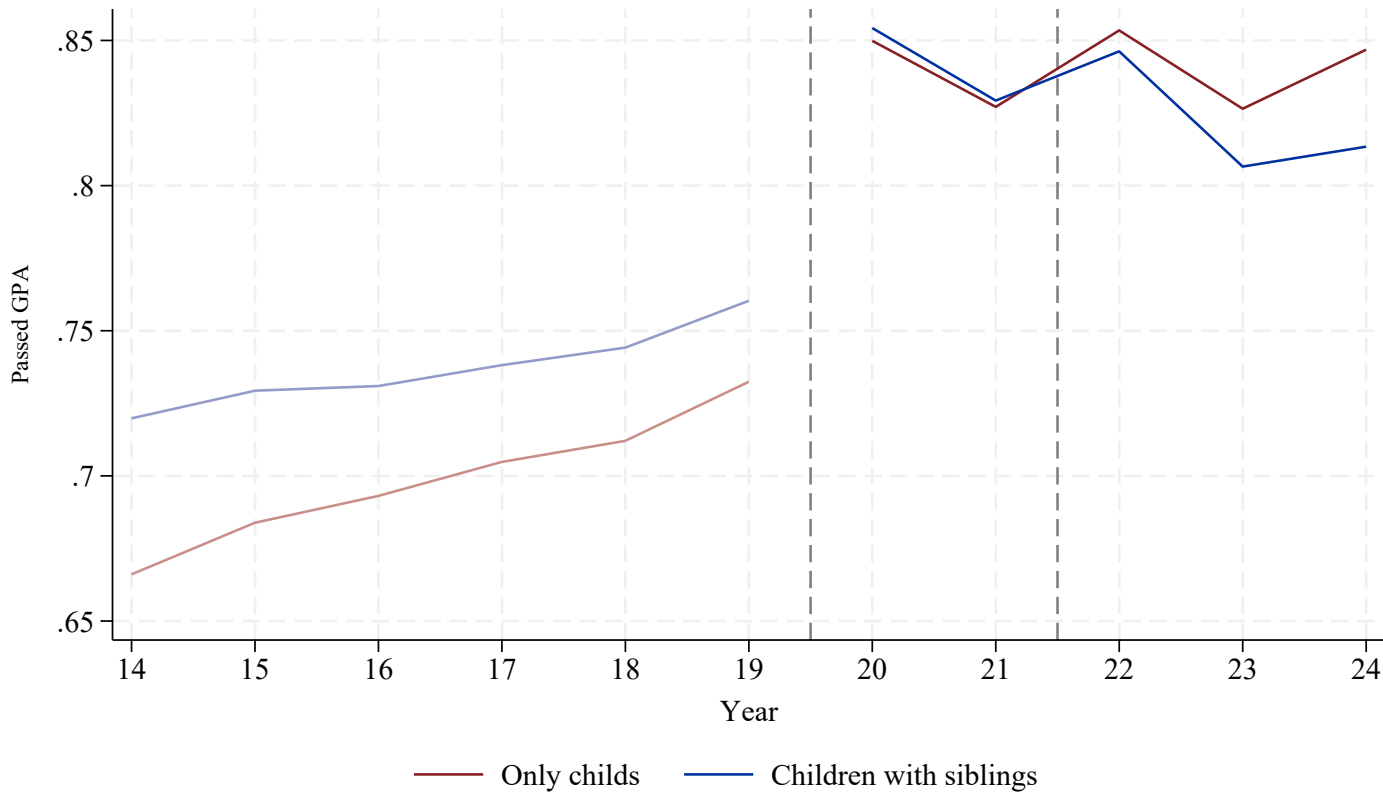 .85
.8
.75
.7
.65
Passed GPA
14 15 16 17 18 19 20 21 22 23 24
Year
Only childs Children with siblings